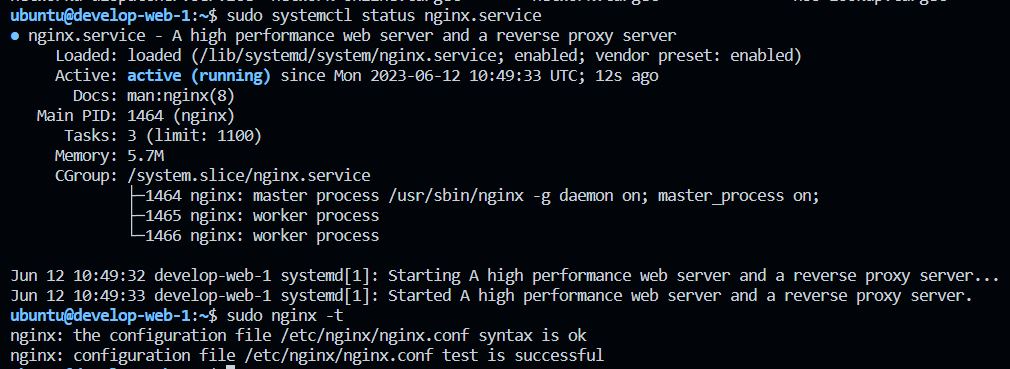 ubuntu@develop-web-1:~$ sudo systemctl status nginx.service
● nginx.service - A high performance web server and a reverse proxy server
     Loaded: loaded (/lib/systemd/system/nginx.service; enabled; vendor preset: enabled)
     Active: active (running) since Mon 2023-06-12 10:49:33 UTC; 12s ago
       Docs: man:nginx(8)
   Main PID: 1464 (nginx)
      Tasks: 3 (limit: 1100)
     Memory: 5.7M
     CGroup: /system.slice/nginx.service
             ├─1464 nginx: master process /usr/sbin/nginx -g daemon on; master_process on;
             ├─1465 nginx: worker process
             └─1466 nginx: worker process

Jun 12 10:49:32 develop-web-1 systemd[1]: Starting A high performance web server and a reverse proxy server...
Jun 12 10:49:33 develop-web-1 systemd[1]: Started A high performance web server and a reverse proxy server.
ubuntu@develop-web-1:~$ sudo nginx -t
nginx: the configuration file /etc/nginx/nginx.conf syntax is ok
nginx: configuration file /etc/nginx/nginx.conf test is successful